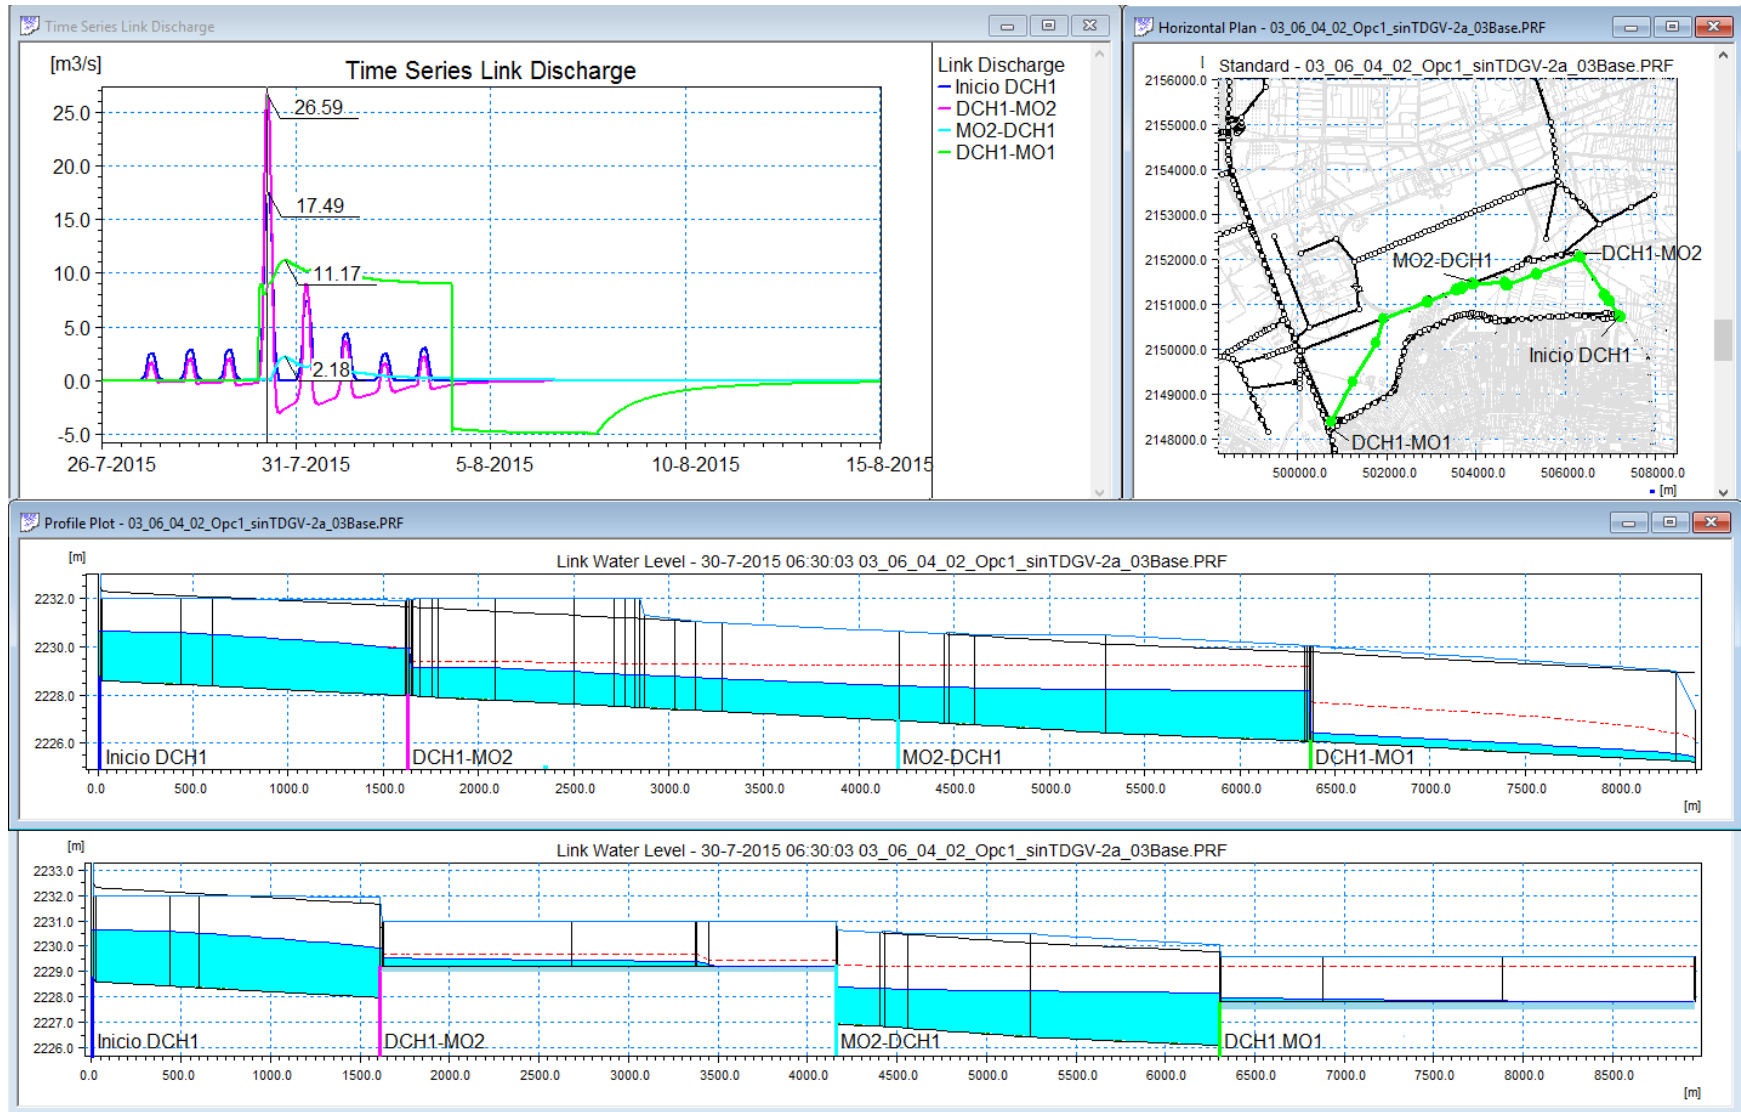 Time Series Link Discharge
[m3/s]
Time Series Link Discharge
25.0
20.0
15.0
10.0
5.0
0.0
-5.0
26.59
17.49
11.17
2.18
26-7-2015
31-7-2015
5-8-2015
10-8-2015
15-8-2015
Link Discharge
Inicio DCH1
DCH1-MO2
MO2-DCH1
DCH1-MO1
Horizontal Plan - 03_06_04_02_Opc1_sinTDGV-2a_03Base.PRF
Standard - 03_06_04_02_Opc1_sinTDGV-2a_03Base.PRF
2156000.0
2155000.0
2154000.0
2153000.0
2152000.0
2151000.0
2150000.0
2149000.0
2148000.0
MO2-DCH1
DCH1-MO2
Inicio DCH1
DCH1-MO1
500000.0
502000.0
504000.0
506000.0
508000.0
[m]
Profile Plot - 03_06_04_02_Opc1_sinTDGV-2a_03Base.PRF
[m]
Link Water Level - 30-7-2015 06:30:03 03_06_04_02_Opc1_sinTDGV-2a_03Base.PRF
2232.0
2230.0
2228.0
2226.0
Inicio DCH1
DCH1-MO2
MO2-DCH1
DCH1-MO1
0.0
500.0
1000.0
1500.0
2000.0
2500.0
3000.0
3500.0
4000.0
4500.0
5000.0
5500.0
6000.0
6500.0
7000.0
7500.0
8000.0
[m]
[m]
Link Water Level - 30-7-2015 06:30:03 03_06_04_02_Opc1_sinTDGV-2a_03Base.PRF
2233.0
2232.0
2231.0
2230.0
2229.0
2228.0
2227.0
2226.0
Inicio DCH1
DCH1-MO2
MO2-DCH1
DCH1 MO1
0.0
500.0
1000.0
1500.0
2000.0
2500.0
3000.0
3500.0
4000.0
4500.0
5000.0
5500.0
6000.0
6500.0
7000.0
7500.0
8000.0
8500.0
[m]